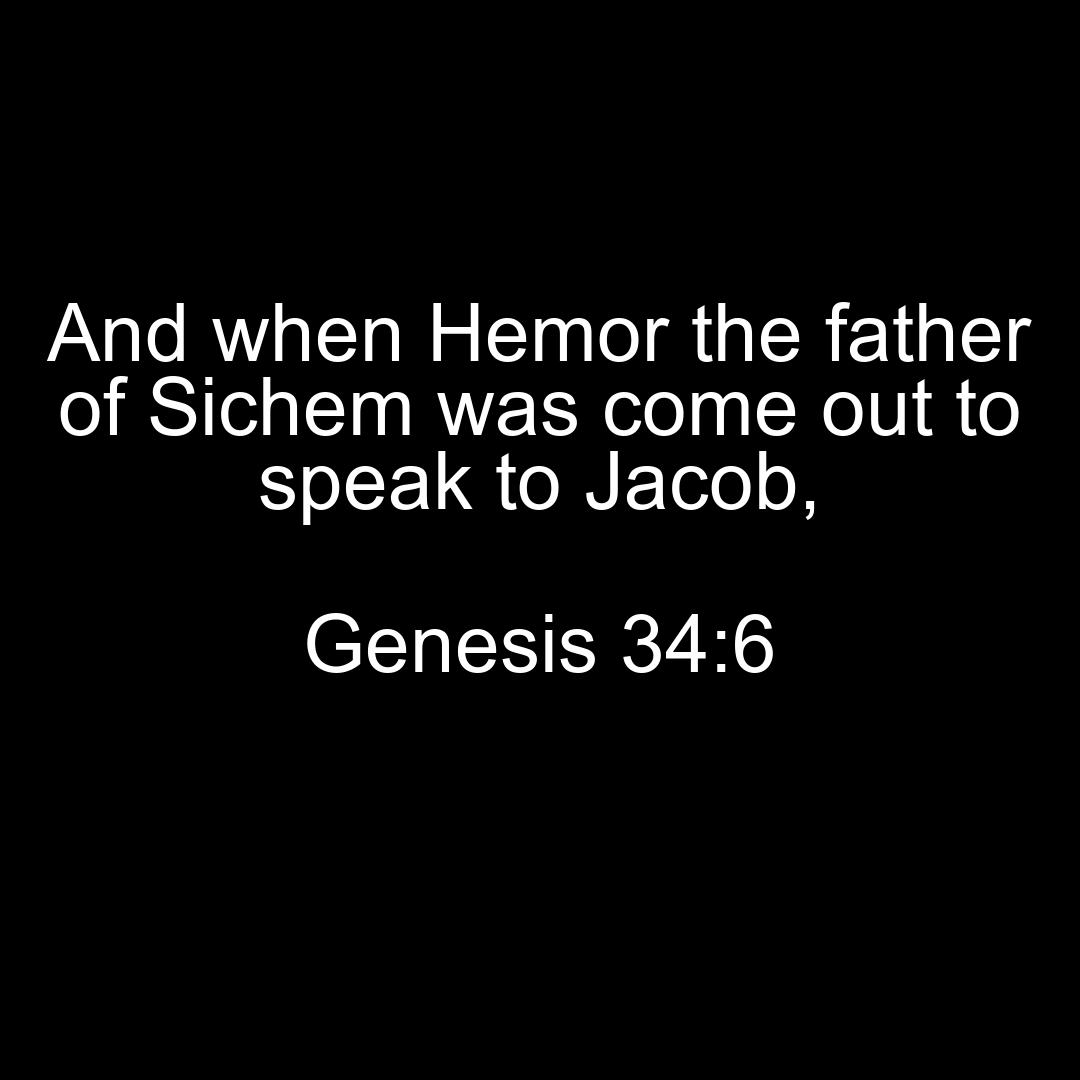 And when Hemor the father
of Sichem was come out to
speak to Jacob,
Genesis 34:6